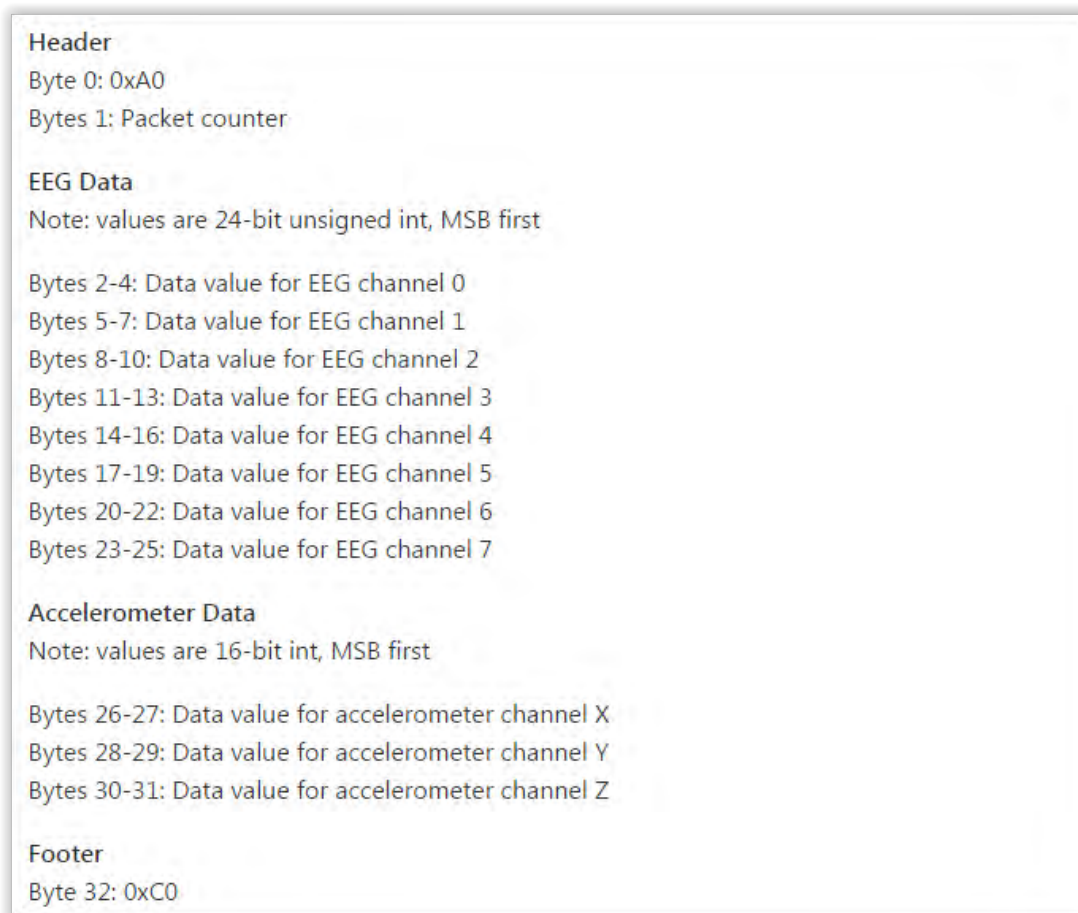 Header
Byte 0: 0xA0
Bytes 1: Packet counter
EEG Data
Note: values are 24-bit unsigned int, MSB first
Bytes 2-4: Data value for EEG channel 0
Bytes 5-7: Data value for EEG channel 1
Bytes 8-10: Data value for EEG channel 2
Bytes 11-13: Data value for EEG channel 3
Bytes 14-16: Data value for EEG channel 4
Bytes 17-19: Data value for EEG channel 5
Bytes 20-22: Data value for EEG channel 6
Bytes 23-25: Data value for EEG channel 7
Accelerometer Data
Note: values are 16-bit int, MSB first
Bytes 26-27: Data value for accelerometer channel X
Bytes 28-29: Data value for accelerometer channel Y
Bytes 30-31: Data value for accelerometer channel Z
Footer
Byte 32: 0xC0